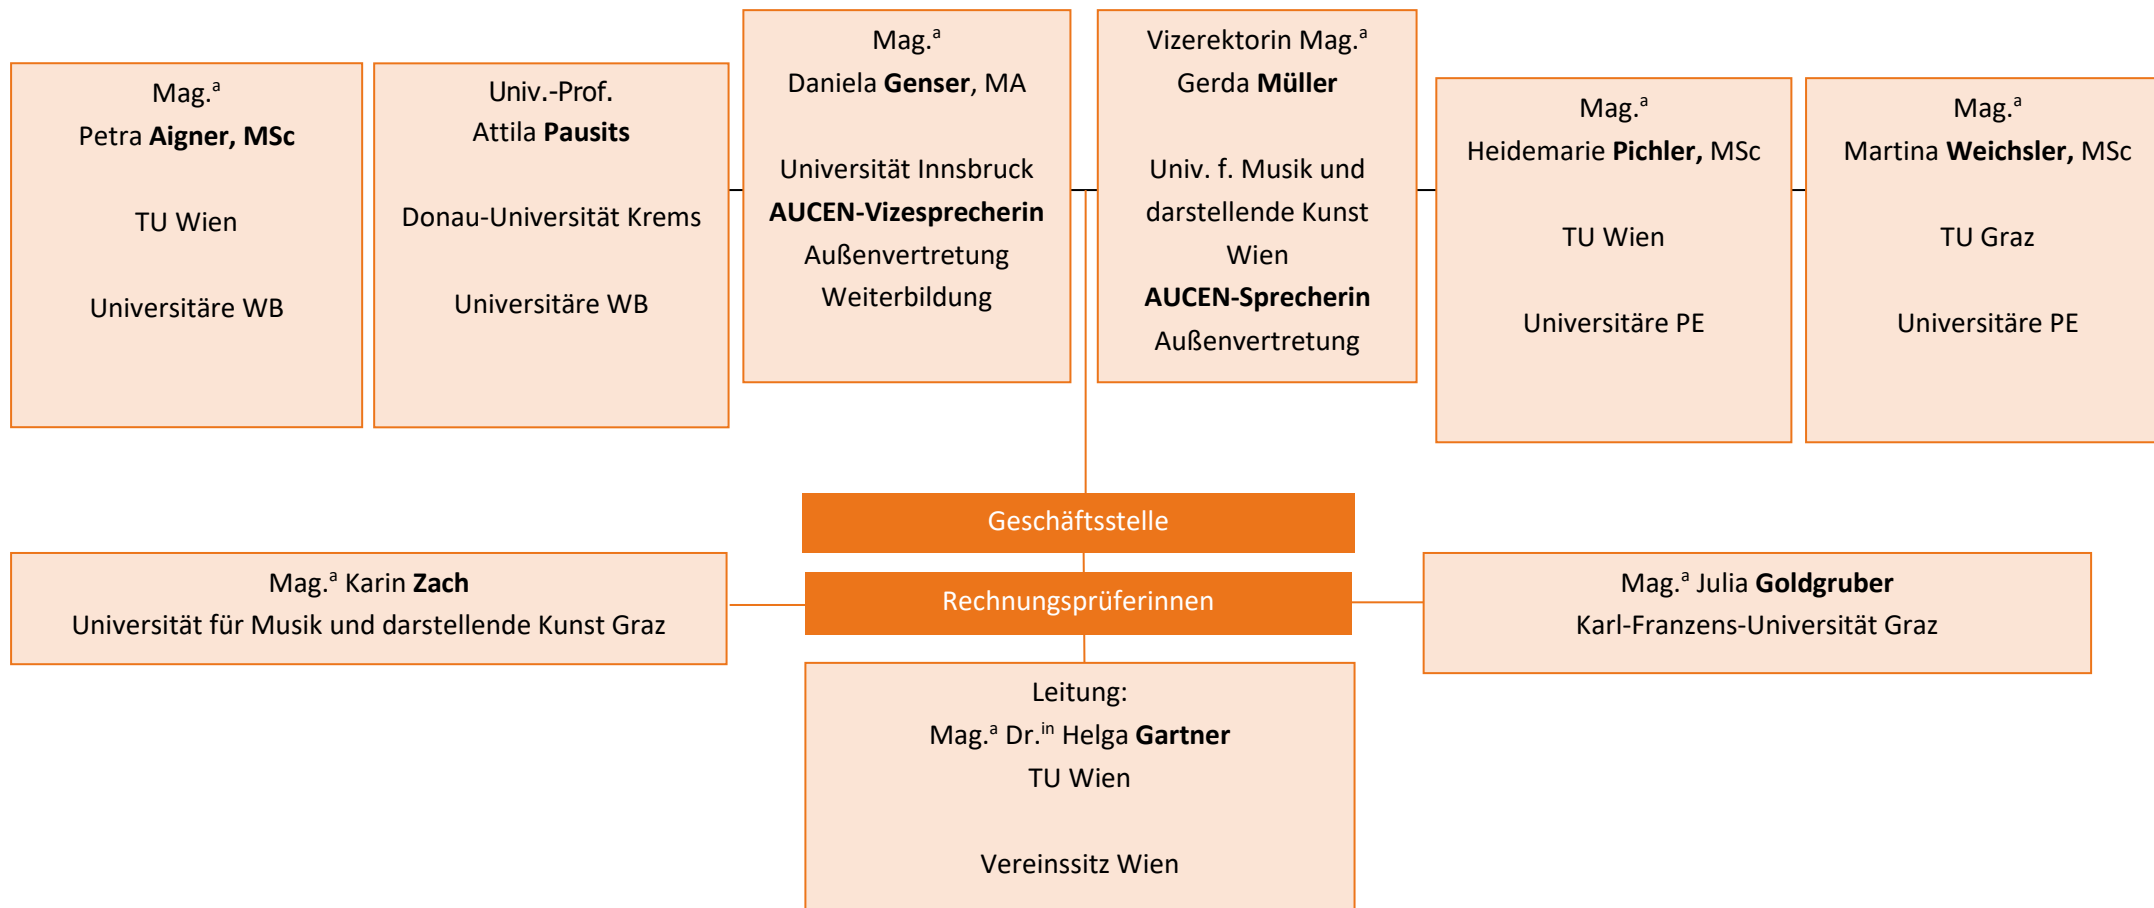 Mag.ª
Petra Aigner, MSc
TU Wien
Universitäre WB
Univ.-Prof.
Attila Pausits
Donau-Universität Krems
Universitäre WB
Mag.ª
Daniela Genser, MA
Universität Innsbruck
AUCEN-Vizesprecherin
Außenvertretung
Weiterbildung
Vizerektorin Mag.ª
Gerda Müller
Univ. f. Musik und
darstellende Kunst
Wien
AUCEN-Sprecherin
Außenvertretung
Mag.ª
Heidemarie Pichler, MSc
TU Wien
Universitäre PE
Mag.ª
Martina Weichsler, MSc
TU Graz
Universitäre PE
Geschäftsstelle
Mag.ª Karin Zach
Universität für Musik und darstellende Kunst Graz
Rechnungsprüferinnen
Mag.ª Julia Goldgruber
Karl-Franzens-Universität Graz
Leitung:
Mag.ª Dr.ⁱⁿ Helga Gartner
TU Wien
Vereinssitz Wien